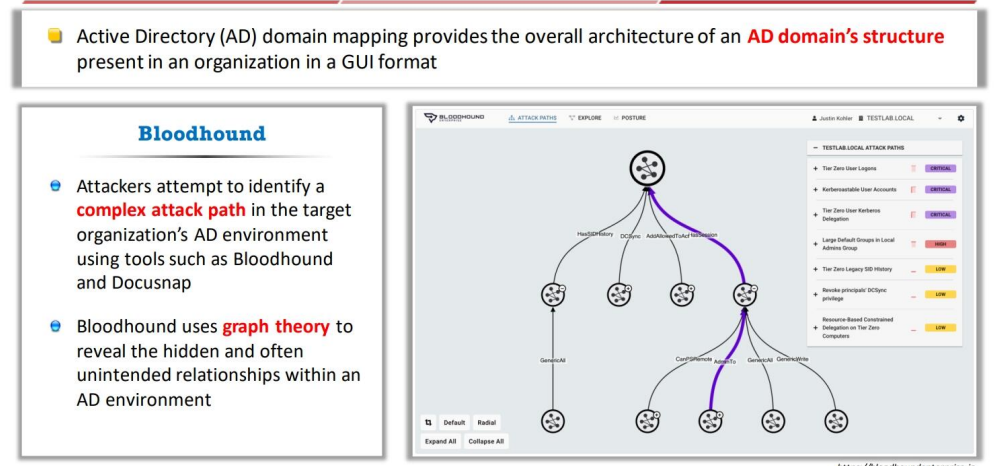 Active Directory (AD) domain mapping provides the overall architecture of an AD domain's structure
present in an organization in a GUI format
Bloodhound
Attackers attempt to identify a
complex attack path in the target
organization's AD environment
using tools such as Bloodhound
and Docusnap
Bloodhound uses graph theory to
reveal the hidden and often
unintended relationships within an
AD environment
BLOODHOUND
ENTERPRISE
ATTACK PATHS
EXPLORE
POSTURE
Justin Kohler
TESTLAB.LOCAL
TESTLAB.LOCAL ATTACK PATHS
Tier Zero User Logons CRITICAL
Kerberoastable User Accounts CRITICAL
Tier Zero User Kerberos
Delegation CRITICAL
Large Default Groups in Local
Admins Group HIGH
Tier Zero Legacy SID History LOW
Revoke principals' DCSync
privilege LOW
Resource-Based Constrained
Delegation on Tier Zero
Computers LOW
HasSIDHistory
DCSync
HasSession
GenericAll
CanPSRemote
AdminTo
GenericAll
GenericWrite
Default
Radial
Expand All
Collapse All